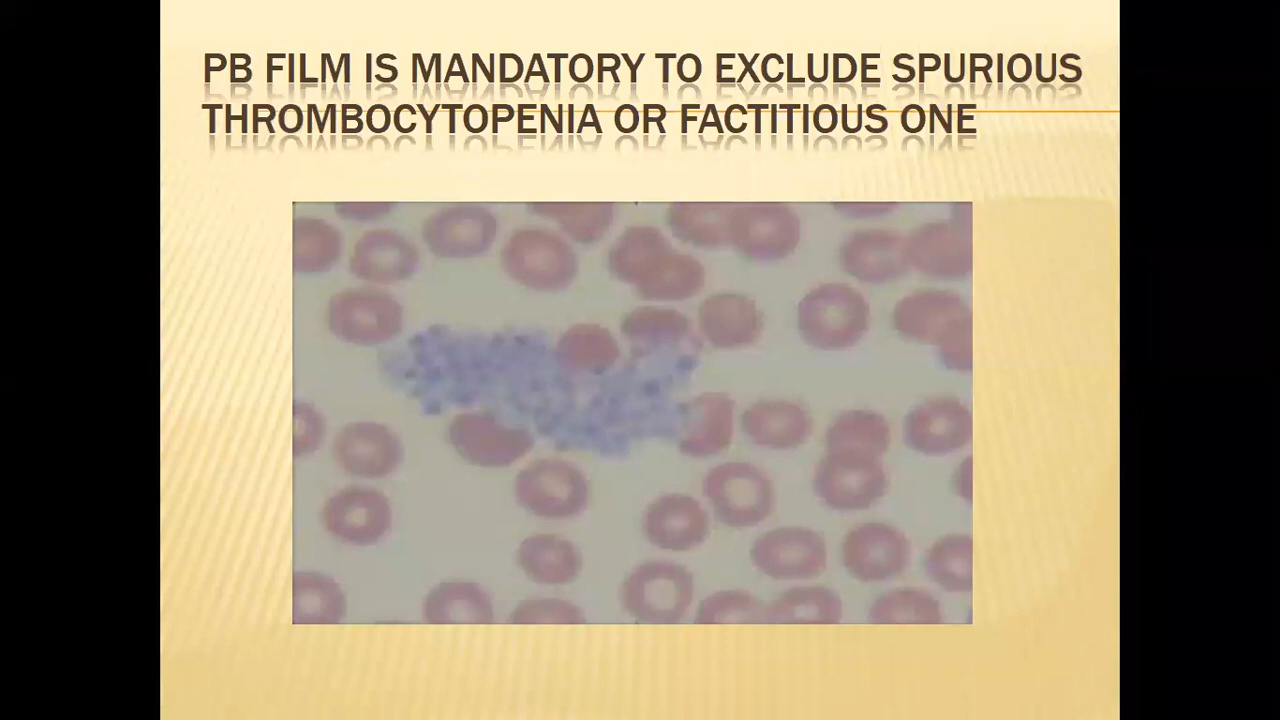 PB FILM IS MANDATORY TO EXCLUDE SPURIOUS
THROMBOCYTOPENIA OR FACTITIOUS ONE